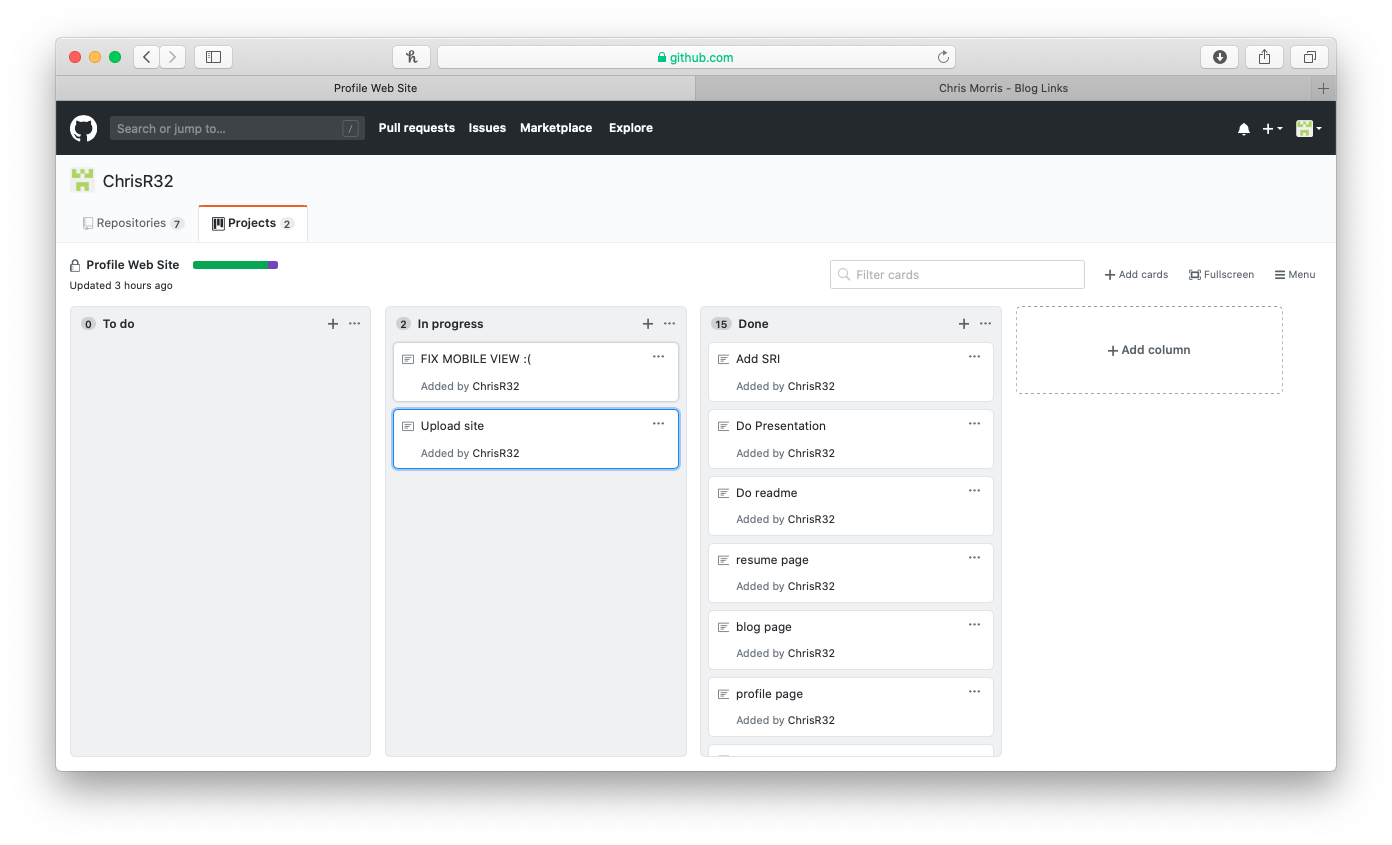 github.com
Profile Web Site
Chris Morris - Blog Links
Search or jump to… /
Pull requests Issues Marketplace Explore
ChrisR32
Repositories 7 Projects 2
Profile Web Site
Updated 3 hours ago
Filter cards
Add cards Fullscreen Menu
0 To do
2 In progress
FIX MOBILE VIEW :(
Added by ChrisR32
Upload site
Added by ChrisR32
15 Done
Add SRI
Added by ChrisR32
Do Presentation
Added by ChrisR32
Do readme
Added by ChrisR32
resume page
Added by ChrisR32
blog page
Added by ChrisR32
profile page
Added by ChrisR32
Add column